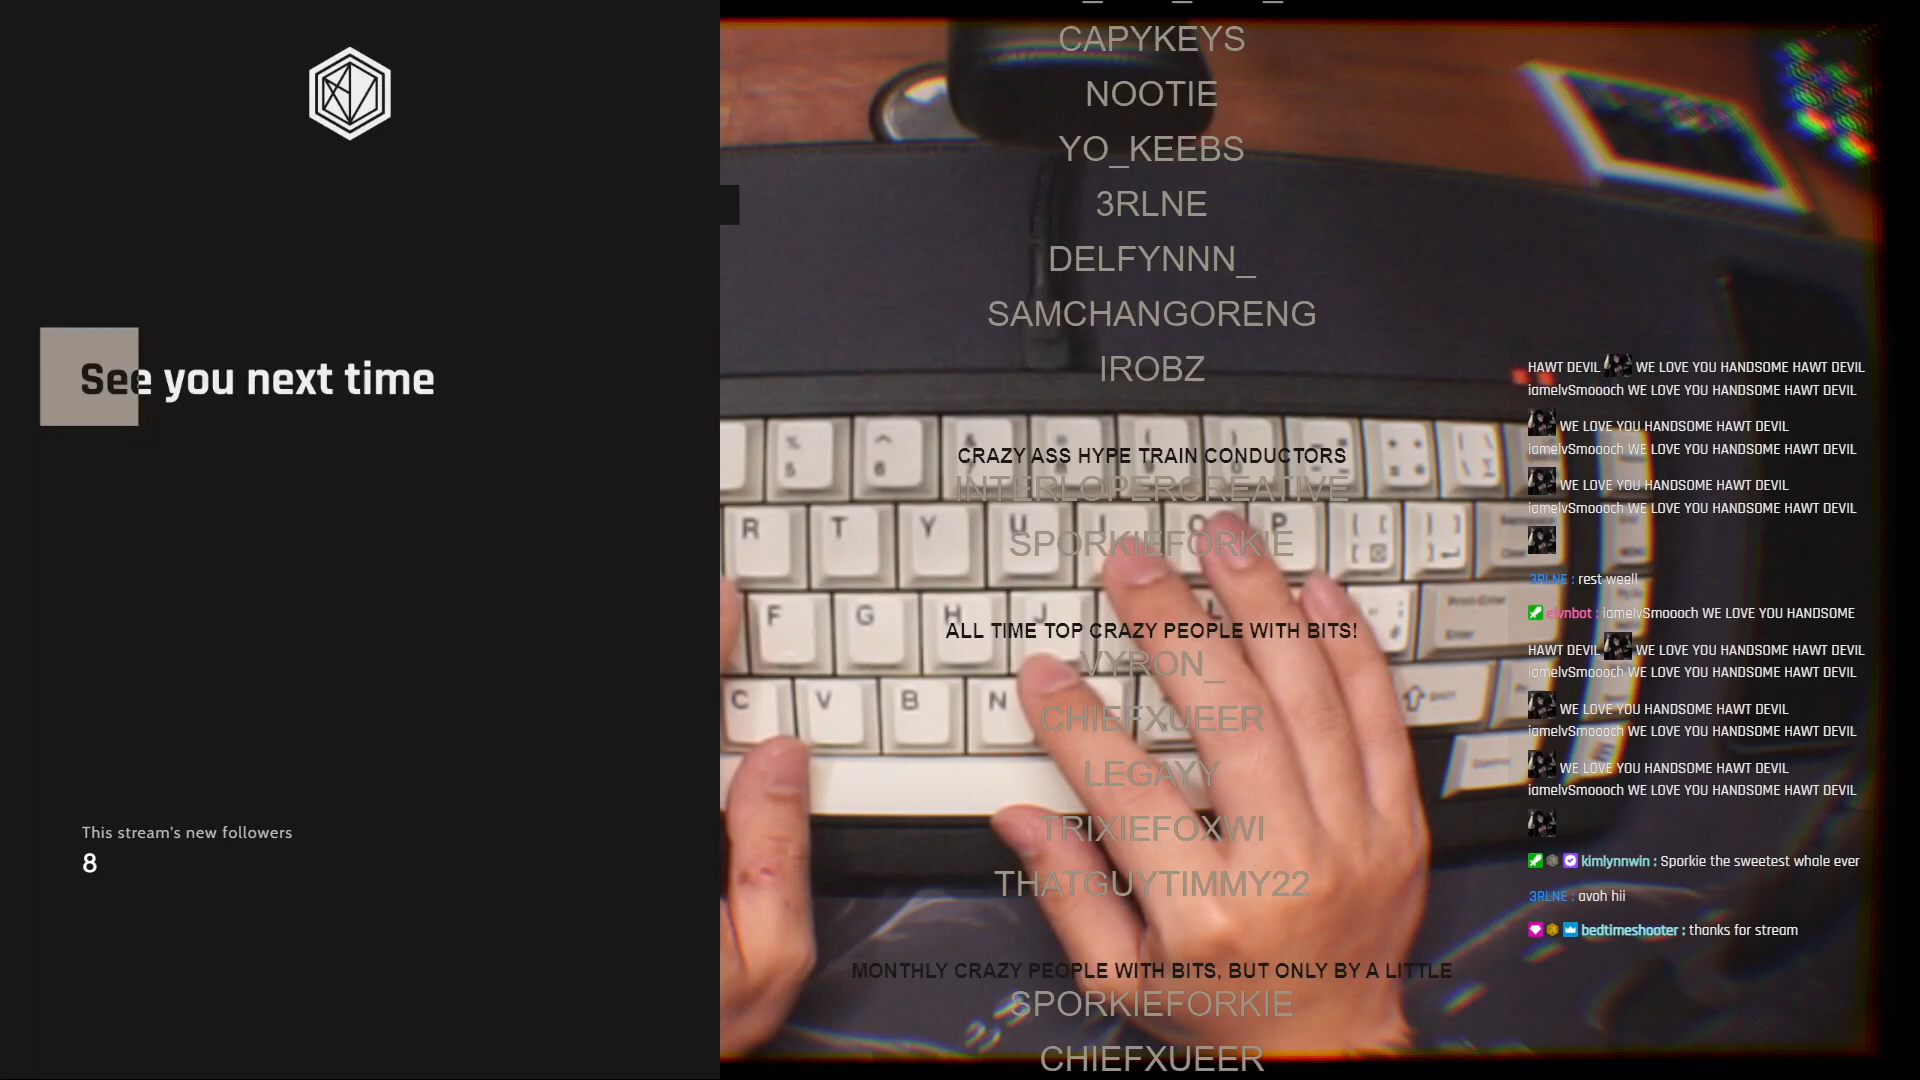 See you next time
This stream's new followers
8
CAPYKEYS
NOOTIE
YO_KEEBS
3RLNE
DELFYNNN_
SAMCHANGORENG
IROBZ
CRAZY ASS HYPE TRAIN CONDUCTORS
INTERLOPERCREATIVE
SPORKIEFORKIE
ALL TIME TOP CRAZY PEOPLE WITH BITS!
VYRON_
CHIEFXUEER
LEGAYY
TRIXIEFOXWI
THATGUYTIMMY22
MONTHLY CRAZY PEOPLE WITH BITS, BUT ONLY BY A LITTLE
SPORKIEFORKIE
CHIEFXUEER
R T Y U I O P
F G H J L
C V B N
HAWT DEVIL WE LOVE YOU HANDSOME HAWT DEVIL
iamelvSmoooch WE LOVE YOU HANDSOME HAWT DEVIL
WE LOVE YOU HANDSOME HAWT DEVIL
iamelvSmoooch WE LOVE YOU HANDSOME HAWT DEVIL
WE LOVE YOU HANDSOME HAWT DEVIL
iamelvSmoooch WE LOVE YOU HANDSOME HAWT DEVIL
3RLNE : rest weell
elvnbot : iamelvSmoooch WE LOVE YOU HANDSOME
HAWT DEVIL WE LOVE YOU HANDSOME HAWT DEVIL
iamelvSmoooch WE LOVE YOU HANDSOME HAWT DEVIL
WE LOVE YOU HANDSOME HAWT DEVIL
iamelvSmoooch WE LOVE YOU HANDSOME HAWT DEVIL
WE LOVE YOU HANDSOME HAWT DEVIL
iamelvSmoooch WE LOVE YOU HANDSOME HAWT DEVIL
kimlynnwin : Sporkie the sweetest whale ever
3RLNE : avoh hii
bedtimeshooter : thanks for stream